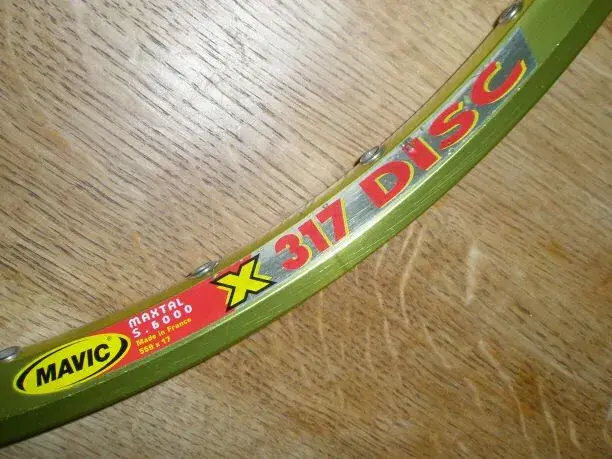 MAVIC
MAXTAL
S.6000
Made in France
559 x 17
X 317 DISC